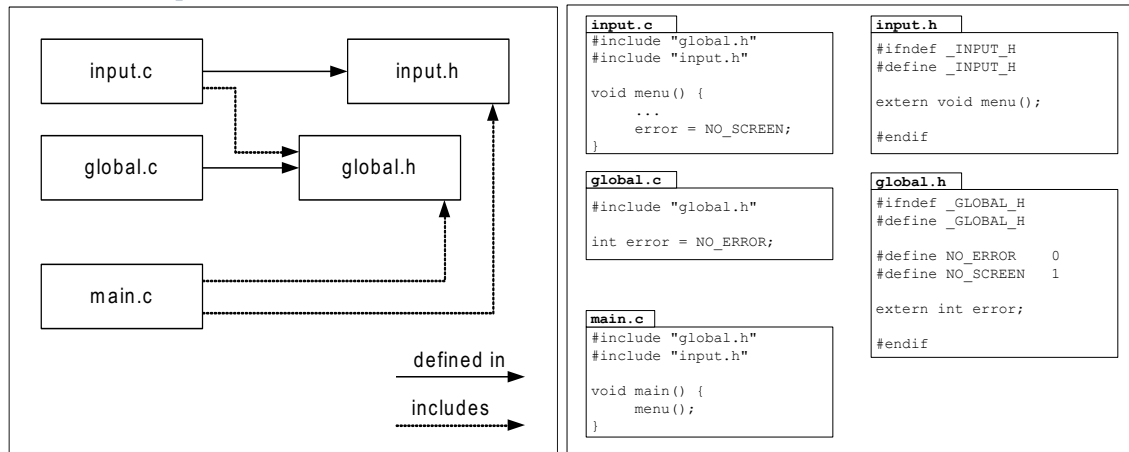 input.c
input.h
global.c
global.h
main.c
defined in
includes
input.c
#include "global.h"
#include "input.h"
void menu() {
...
error = NO_SCREEN;
}
global.c
#include "global.h"
int error = NO_ERROR;
main.c
#include "global.h"
#include "input.h"
void main() {
menu();
}
input.h
#ifndef _INPUT_H
#define _INPUT_H
extern void menu();
#endif
global.h
#ifndef _GLOBAL_H
#define _GLOBAL_H
#define NO_ERROR 0
#define NO_SCREEN 1
extern int error;
#endif